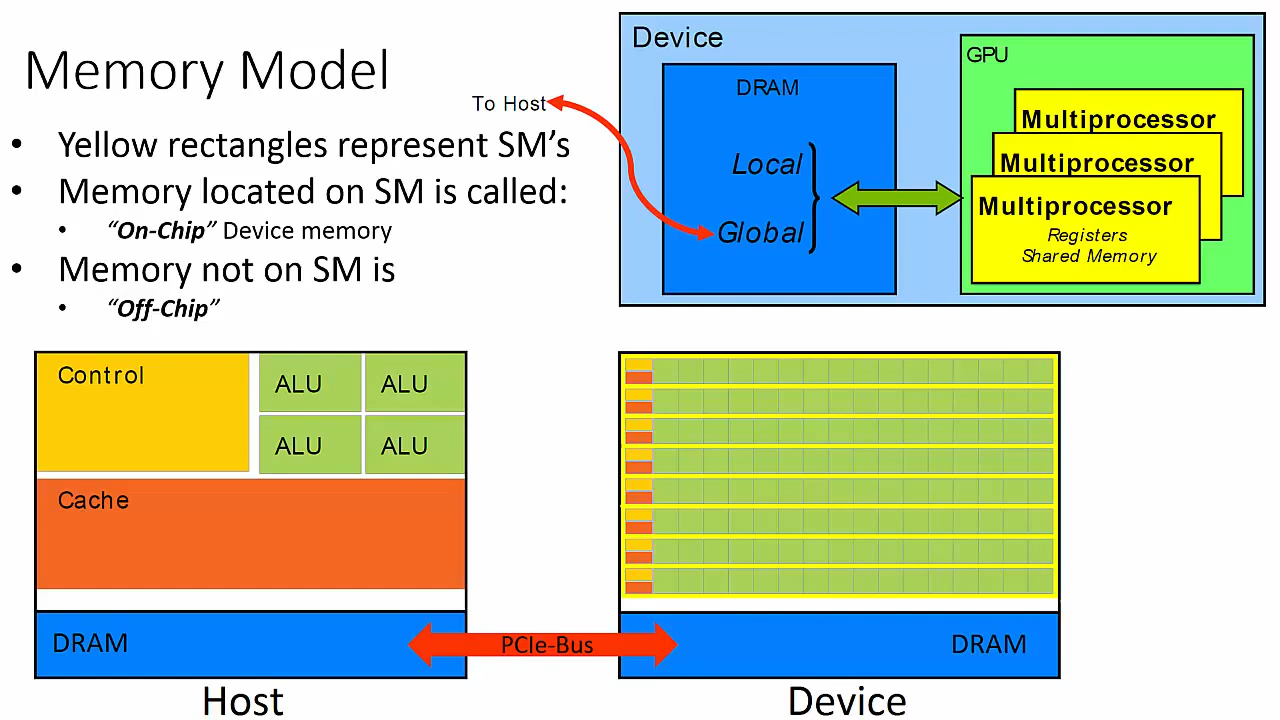 Memory Model
• Yellow rectangles represent SM's
• Memory located on SM is called:
• “On-Chip” Device memory
• Memory not on SM is
• “Off-Chip”
To Host
Device
DRAM
Local
Global
GPU
Multiprocessor
Multiprocessor
Multiprocessor
Registers
Shared Memory
Control
ALU ALU
ALU ALU
Cache
DRAM
PCIe-Bus
DRAM
Host
Device